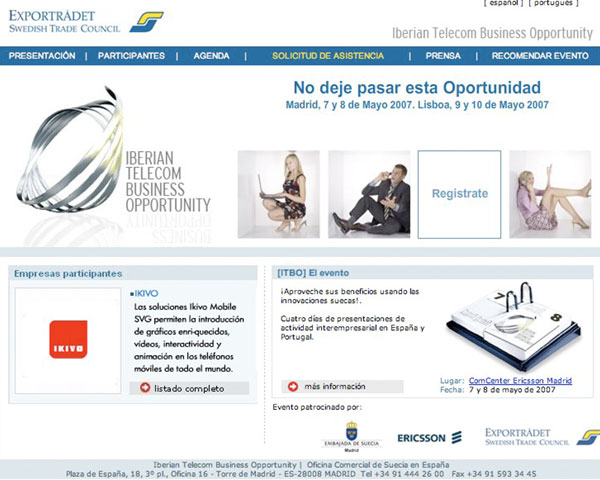 [ español ] [ portugues ]
EXPORTRÅDET
SWEDISH TRADE COUNCIL
Iberian Telecom Business Opportunity
PRESENTACIÓN | PARTICIPANTES | AGENDA | SOLICITUD DE ASISTENCIA | PRENSA | RECOMENDAR EVENTO
No deje pasar esta Oportunidad
Madrid, 7 y 8 de Mayo 2007. Lisboa, 9 y 10 de Mayo 2007
IBERIAN
TELECOM
BUSINESS
OPPORTUNITY
Registrate
Empresas participantes
IKIVO
IKIVO
Las soluciones Ikivo Mobile
SVG permiten la introducción
de gráficos enri-quecidos,
vídeos, interactividad y
animación en los teléfonos
móviles de todo el mundo.
listado completo
[ITBO] El evento
¡Aproveche sus beneficios usando las
innovaciones suecas!.
Cuatro días de presentaciones de
actividad interempresarial en España y
Portugal.
7
8
más información
Lugar: ComCenter Ericsson Madrid
Fecha: 7 y 8 de mayo de 2007
Evento patrocinado por:
EMBAJADA DE SUECIA
Madrid
ERICSSON
EXPORTRÅDET
SWEDISH TRADE COUNCIL
Iberian Telecom Business Opportunity | Oficina Comercial de Suecia en España
Plaza de España, 18, 3º pl., Oficina 16 - Torre de Madrid - ES-28008 MADRID Tel +34 91 444 26 00 Fax +34 91 593 34 45